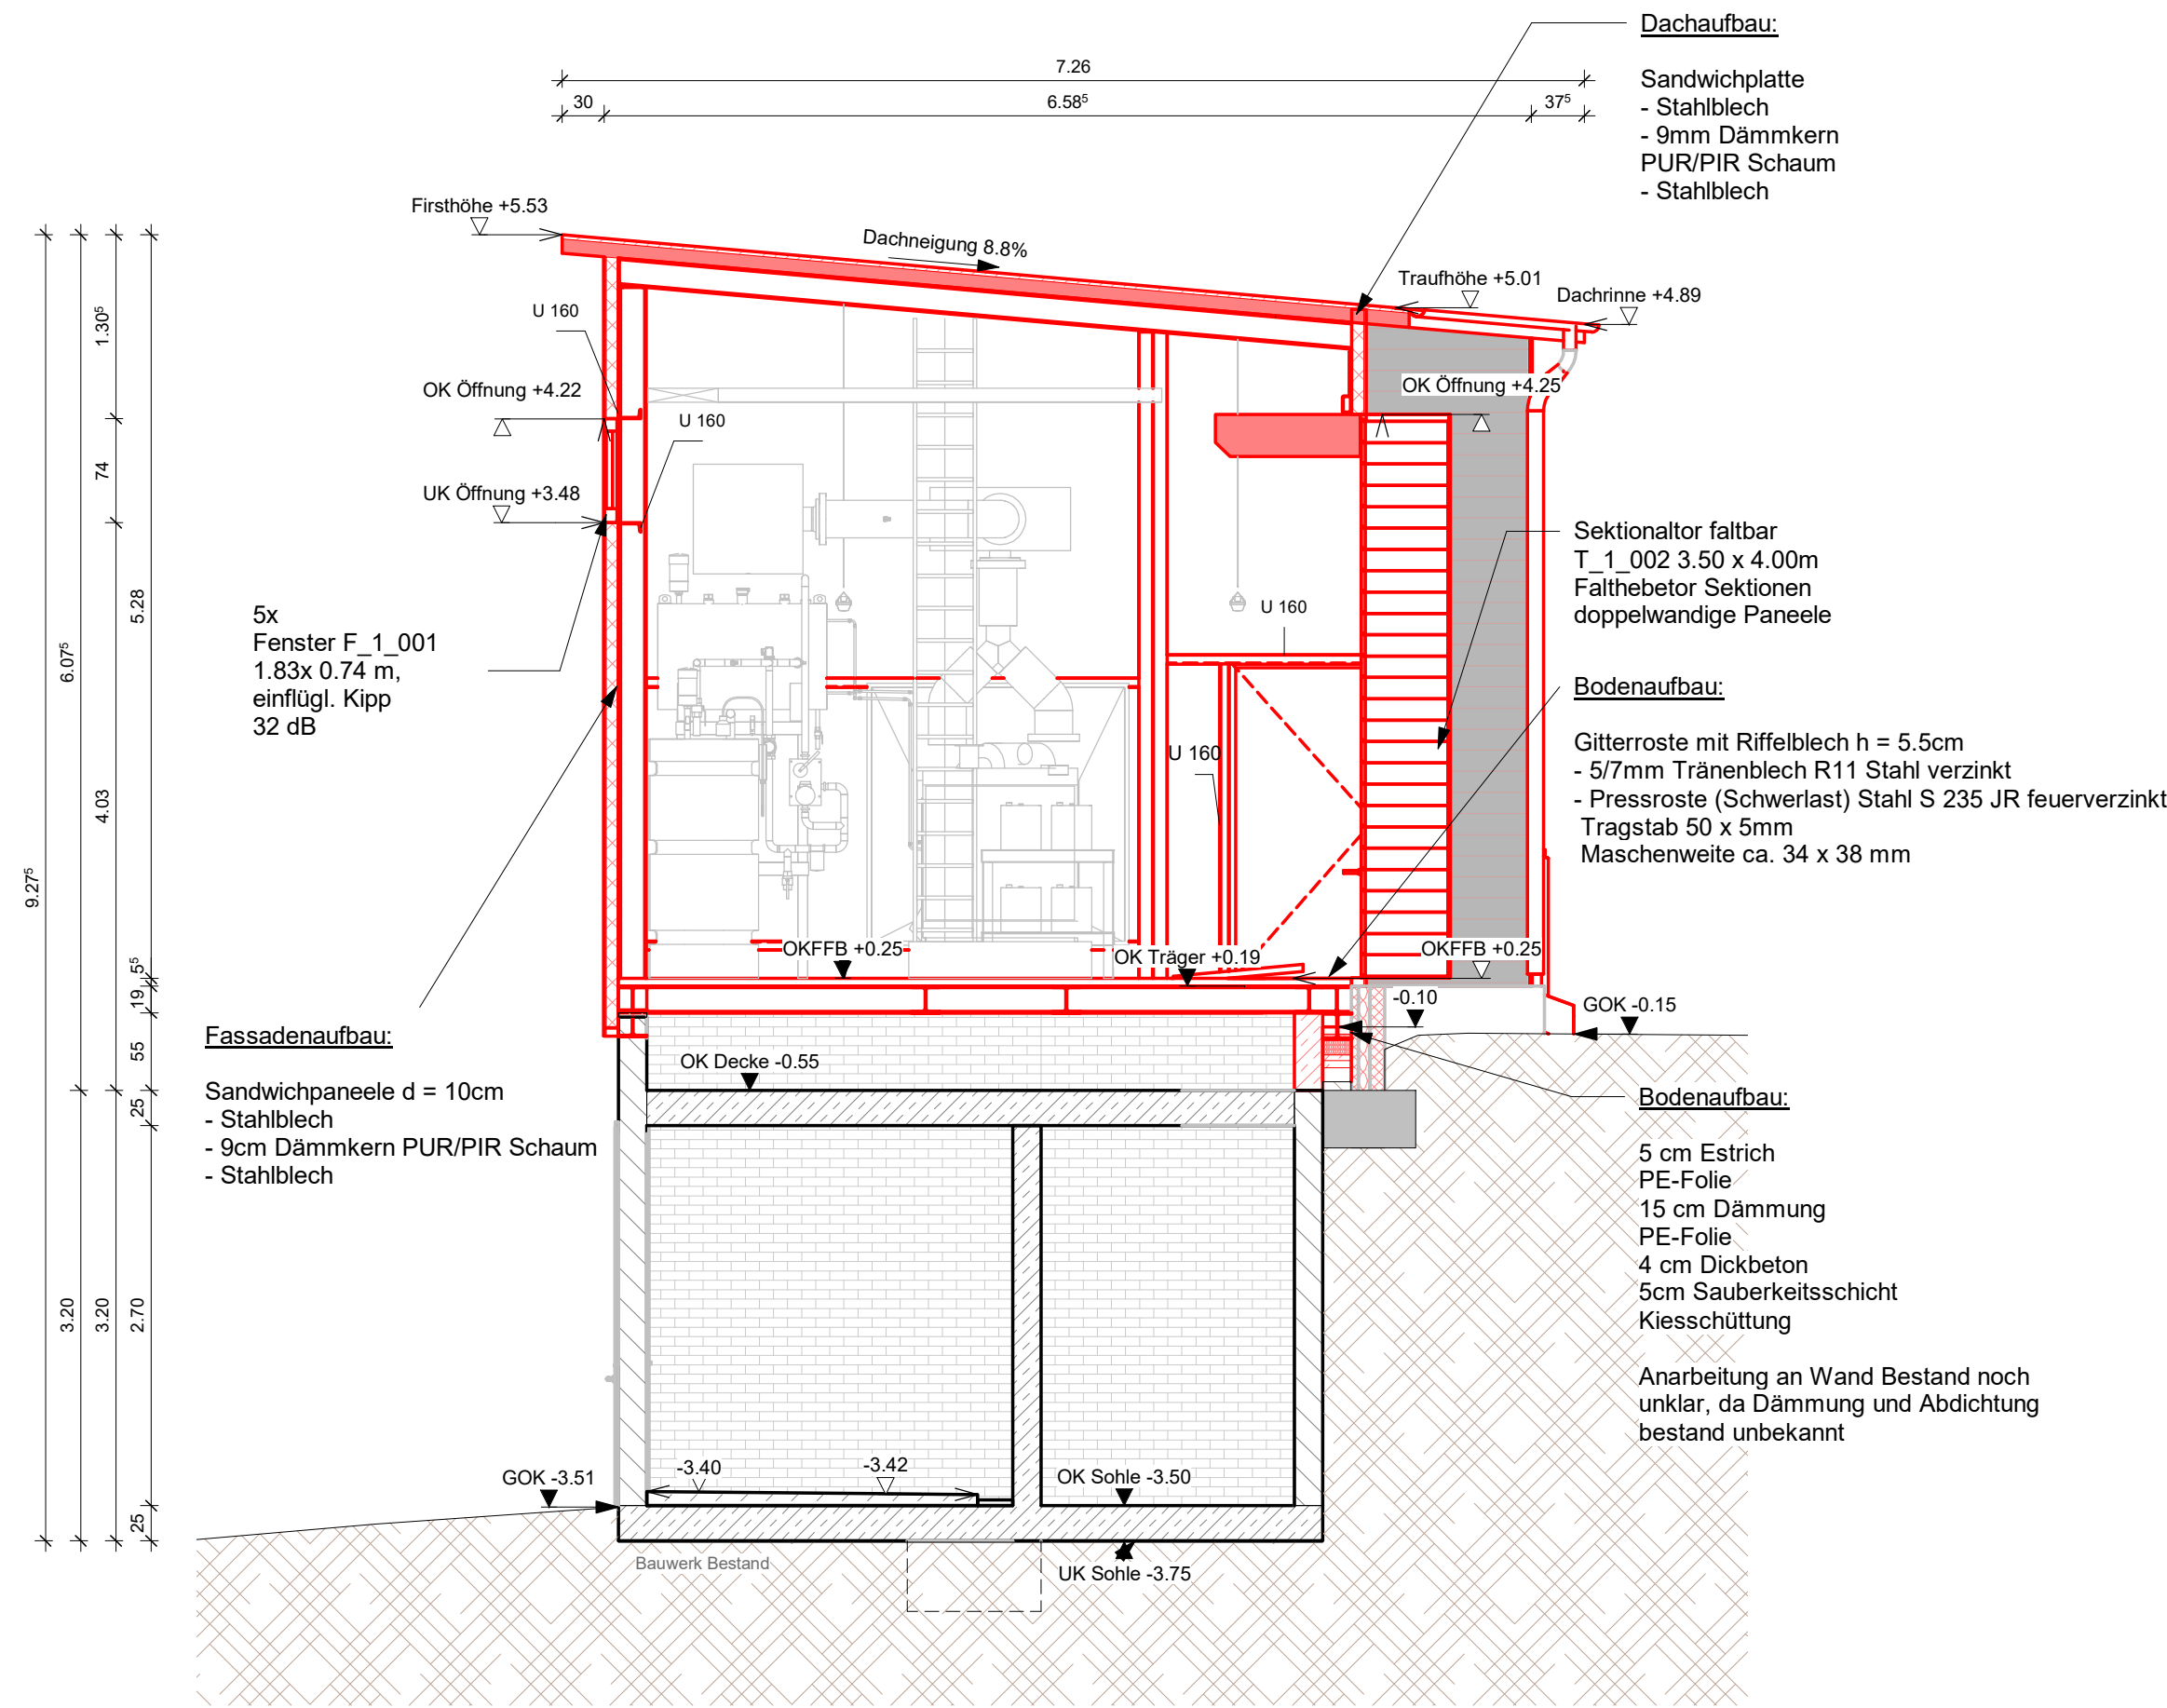 Dachaufbau:
Sandwichplatte
- Stahlblech
- 9mm Dämmkern
PUR/PIR Schaum
- Stahlblech
7.26
30
6.58⁵
37⁵
Firsthöhe +5.53
Dachneigung 8.8%
Traufhöhe +5.01
Dachrinne +4.89
U 160
OK Öffnung +4.22
U 160
OK Öffnung +4.25
UK Öffnung +3.48
1.30⁵
74
5.28
6.07⁵
4.03
9.27⁵
5⁵
19
55
25
3.20
3.20
2.70
25
5x
Fenster F_1_001
1.83x 0.74 m,
einflügl. Kipp
32 dB
Sektionaltor faltbar
T_1_002 3.50 x 4.00m
Falthebetor Sektionen
doppelwandige Paneele
U 160
U 160
Bodenaufbau:
Gitterroste mit Riffelblech h = 5.5cm
- 5/7mm Tränenblech R11 Stahl verzinkt
- Pressroste (Schwerlast) Stahl S 235 JR feuerverzinkt
Tragstab 50 x 5mm
Maschenweite ca. 34 x 38 mm
OKFFB +0.25
OK Träger +0.19
OKFFB +0.25
-0.10
GOK -0.15
Fassadenaufbau:
Sandwichpaneele d = 10cm
- Stahlblech
- 9cm Dämmkern PUR/PIR Schaum
- Stahlblech
OK Decke -0.55
Bodenaufbau:
5 cm Estrich
PE-Folie
15 cm Dämmung
PE-Folie
4 cm Dickbeton
5cm Sauberkeitsschicht
Kiesschüttung
Anarbeitung an Wand Bestand noch
unklar, da Dämmung und Abdichtung
bestand unbekannt
GOK -3.51
-3.40
-3.42
OK Sohle -3.50
Bauwerk Bestand
UK Sohle -3.75